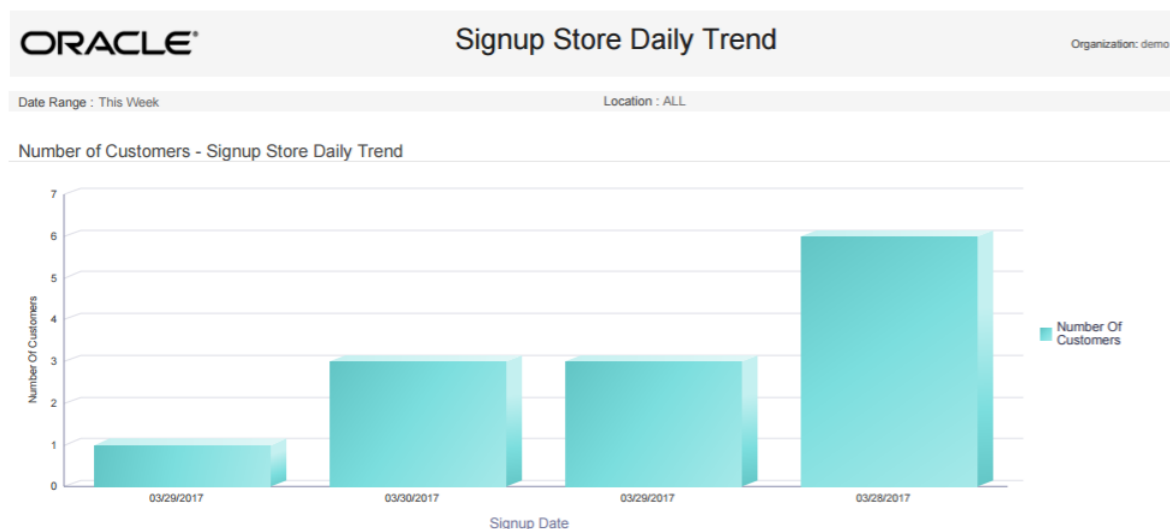 ORACLE®
Signup Store Daily Trend
Organization: demo
Date Range : This Week
Location : ALL
Number of Customers - Signup Store Daily Trend
7
6
5
4
3
2
1
0
Number Of Customers
03/29/2017
03/30/2017
03/29/2017
03/28/2017
Signup Date
Number Of
Customers